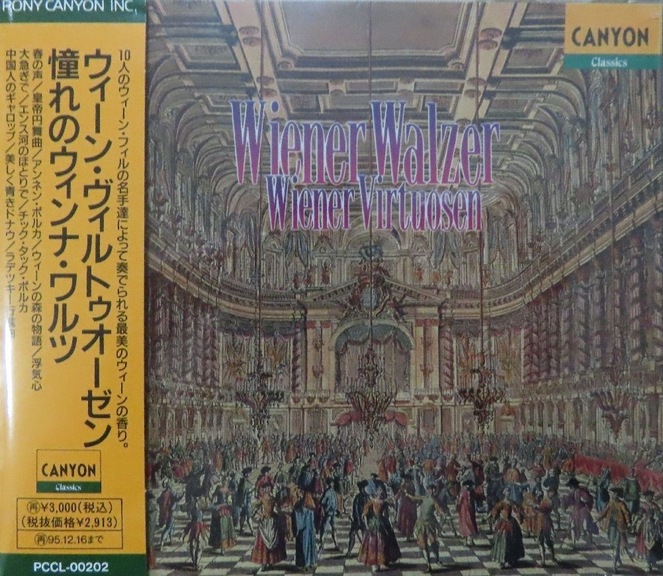 PONY CANYON INC.
10人のウィーン・フィルの名手達によって奏でられる最美のウィーンの香り。
ウィーン・ヴィルトゥオーゼン
憧れのウィンナ・ワルツ
春の声/皇帝円舞曲/アンネン・ポルカ/ウィーンの森の物語/浮気心
大急ぎで/エンス河のほとりで/チック・タック・ポルカ
中国人のギャロップ/美しく青きドナウ/ラデツキー
CANYON
Classics
再¥3,000(税込)
(税抜価格¥2,913)
再95.12.16まで
PCCL-00202
CANYON
Classics
Wiener Walzer
Wiener Virtuosen